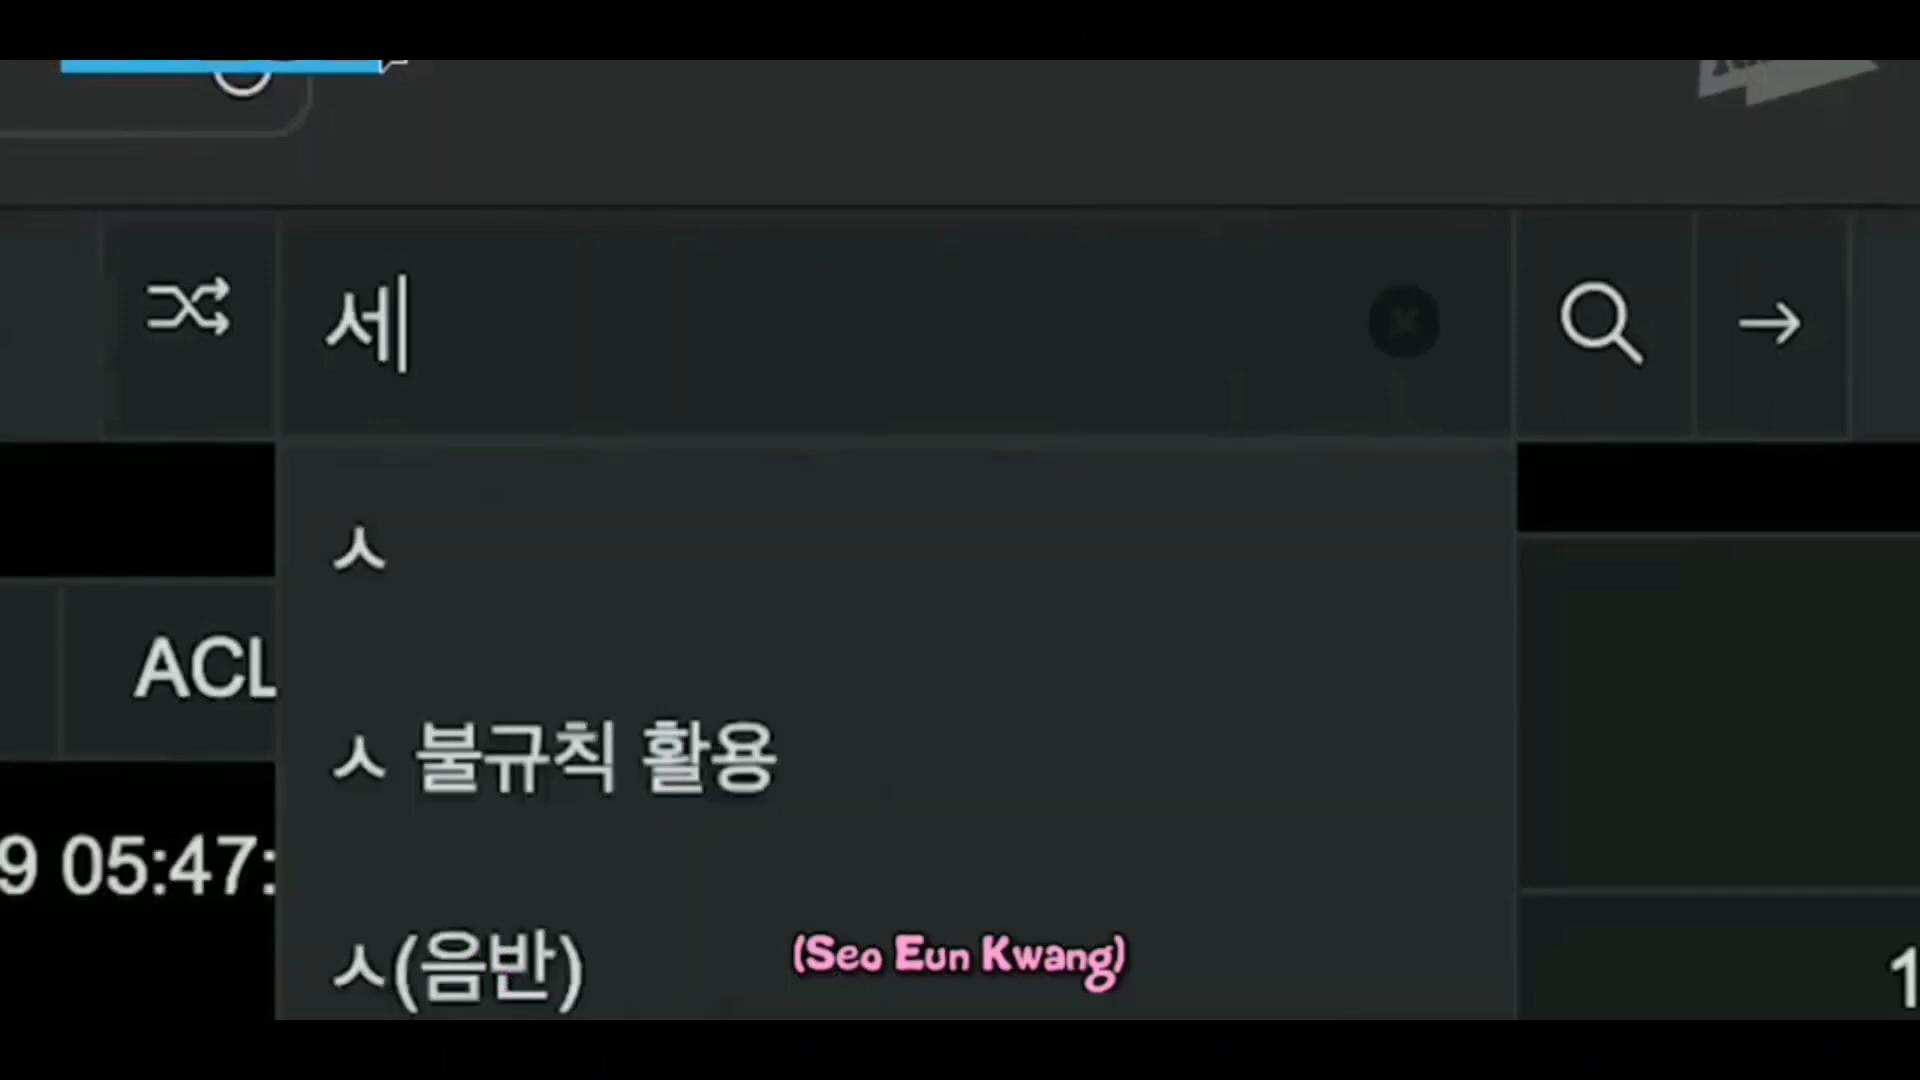 세
ㅅ
ACL
ㅅ 불규칙 활용
9 05:47:
ㅅ(음반)
(Seo Eun Kwang)
1